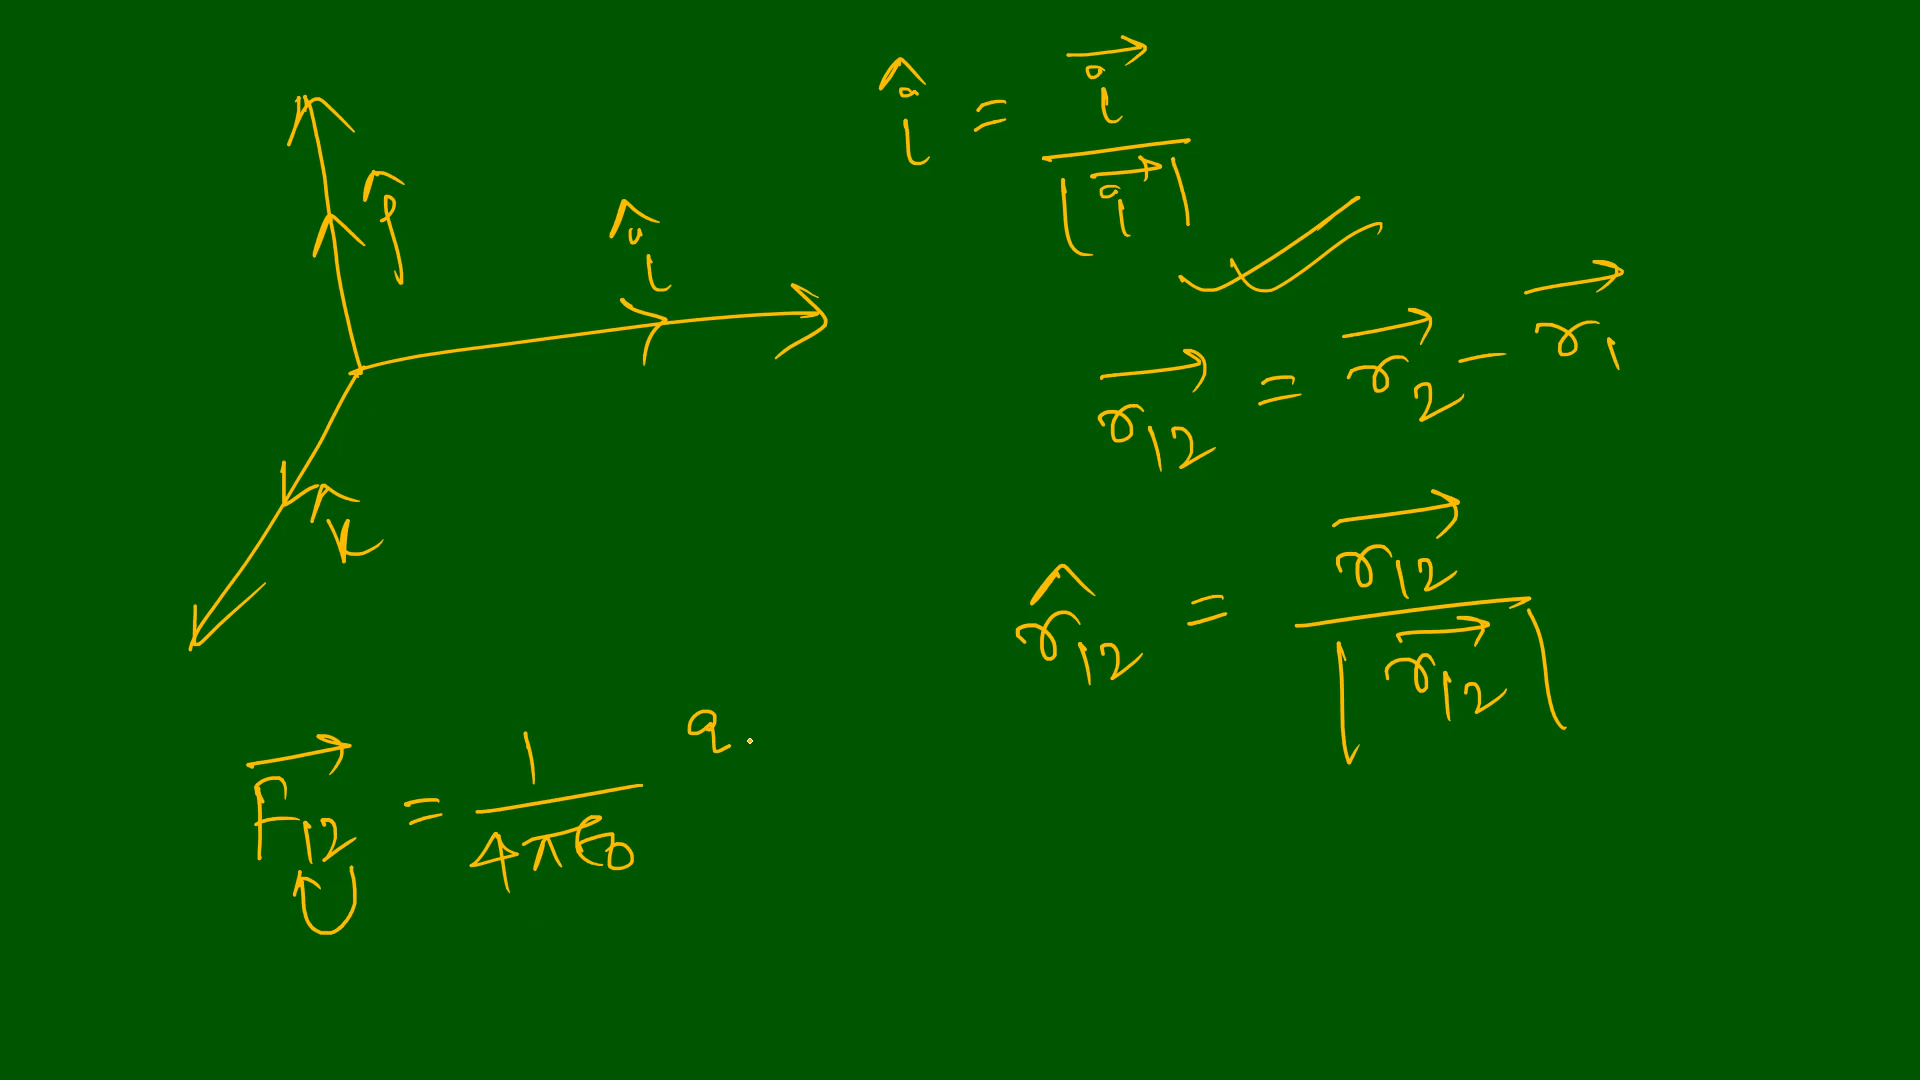 ĵ
î
k̂
î = i⃗ / |i⃗|
r⃗₁₂ = r⃗₂ − r⃗₁
r̂₁₂ = r⃗₁₂ / |r⃗₁₂|
F⃗₁₂ = 1 / 4πε₀ q